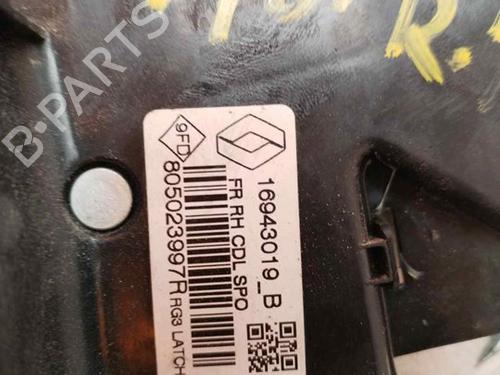 B-PARTS
R.
16943019_B
FR RH CDL SPO
9FD
805023997R RG3 LATCH